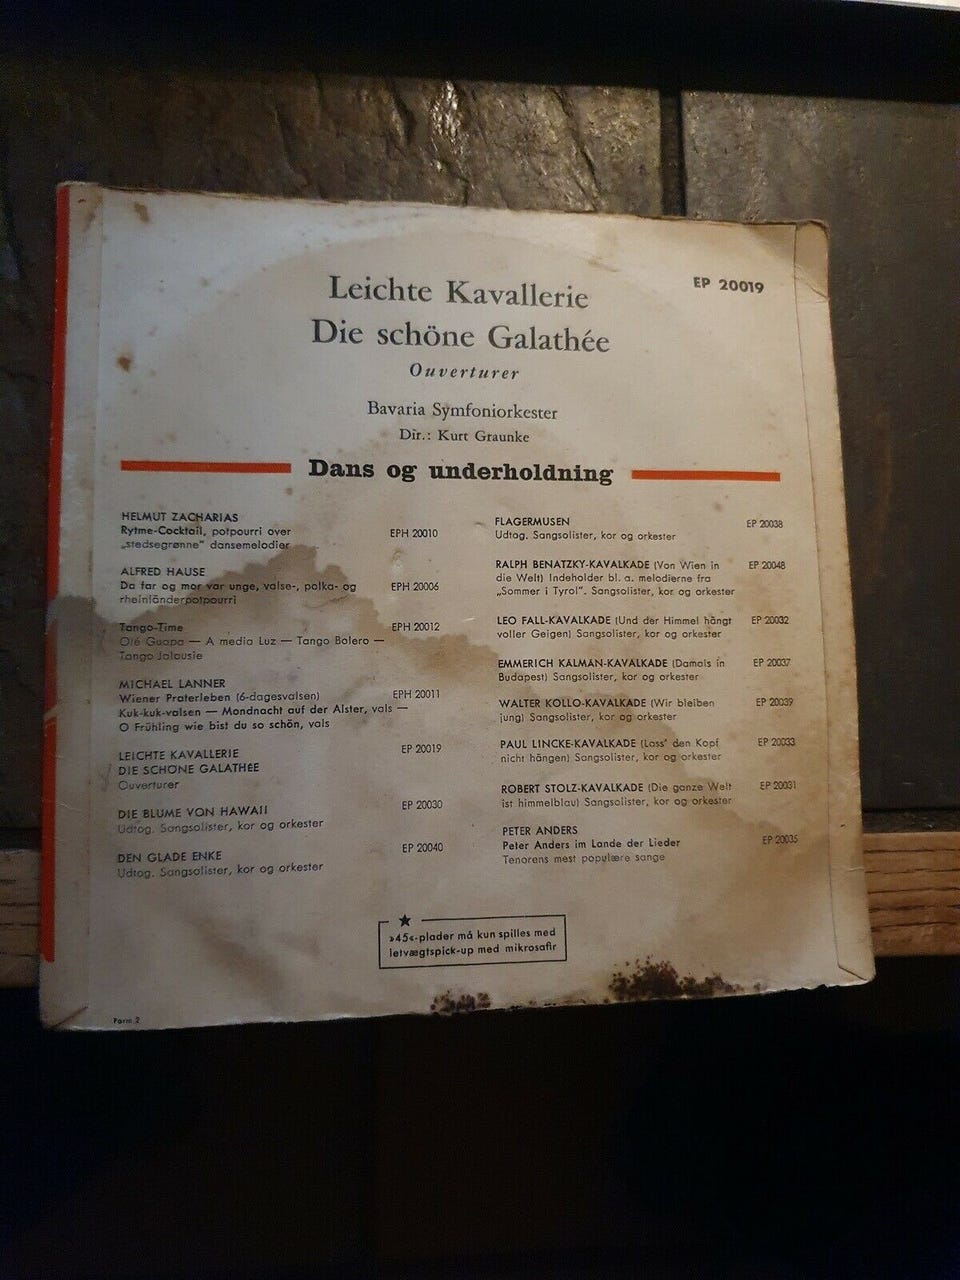 Leichte Kavallerie
EP 20019
Die schöne Galathée
Ouverturer
Bavaria Symfoniorkester
Dir.: Kurt Graunke
Dans og underholdning
HELMUT ZACHARIAS
Rytme-Cocktail, potpourri over EPH 20010
„stedsegrønne" dansemelodier
ALFRED HAUSE
Da far og mor var unge, valse-, polka- og EPH 20006
rheinländerpotpourri
Tango-Time EPH 20012
Olé Guapa — A media Luz — Tango Bolero —
Tango Jalousie
MICHAEL LANNER
Wiener Praterleben (6-dagesvalsen) EPH 20011
Kuk-kuk-valsen — Mondnacht auf der Alster, vals —
O Frühling wie bist du so schön, vals
LEICHTE KAVALLERIE EP 20019
DIE SCHÖNE GALATHÉE
Ouverturer
DIE BLUME VON HAWAII EP 20030
Udtog. Sangsolister, kor og orkester
DEN GLADE ENKE EP 20040
Udtog. Sangsolister, kor og orkester
FLAGERMUSEN EP 20038
Udtog. Sangsolister, kor og orkester
RALPH BENATZKY-KAVALKADE (Von Wien in EP 20048
die Welt) Indeholder bl. a. melodierne fra
„Sommer i Tyrol". Sangsolister, kor og orkester
LEO FALL-KAVALKADE (Und der Himmel hängt EP 20032
voller Geigen) Sangsolister, kor og orkester
EMMERICH KALMAN-KAVALKADE (Damals in EP 20037
Budapest) Sangsolister, kor og orkester
WALTER KOLLO-KAVALKADE (Wir bleiben EP 20039
jung) Sangsolister, kor og orkester
PAUL LINCKE-KAVALKADE (Lass' den Kopf EP 20033
nicht hängen) Sangsolister, kor og orkester
ROBERT STOLZ-KAVALKADE (Die ganze Welt EP 20031
ist himmelblau) Sangsolister, kor og orkester
PETER ANDERS
Peter Anders im Lande der Lieder EP 20035
Tenorens mest populære sange
»45«-plader må kun spilles med
letvægtspick-up med mikrosafir
Form 2